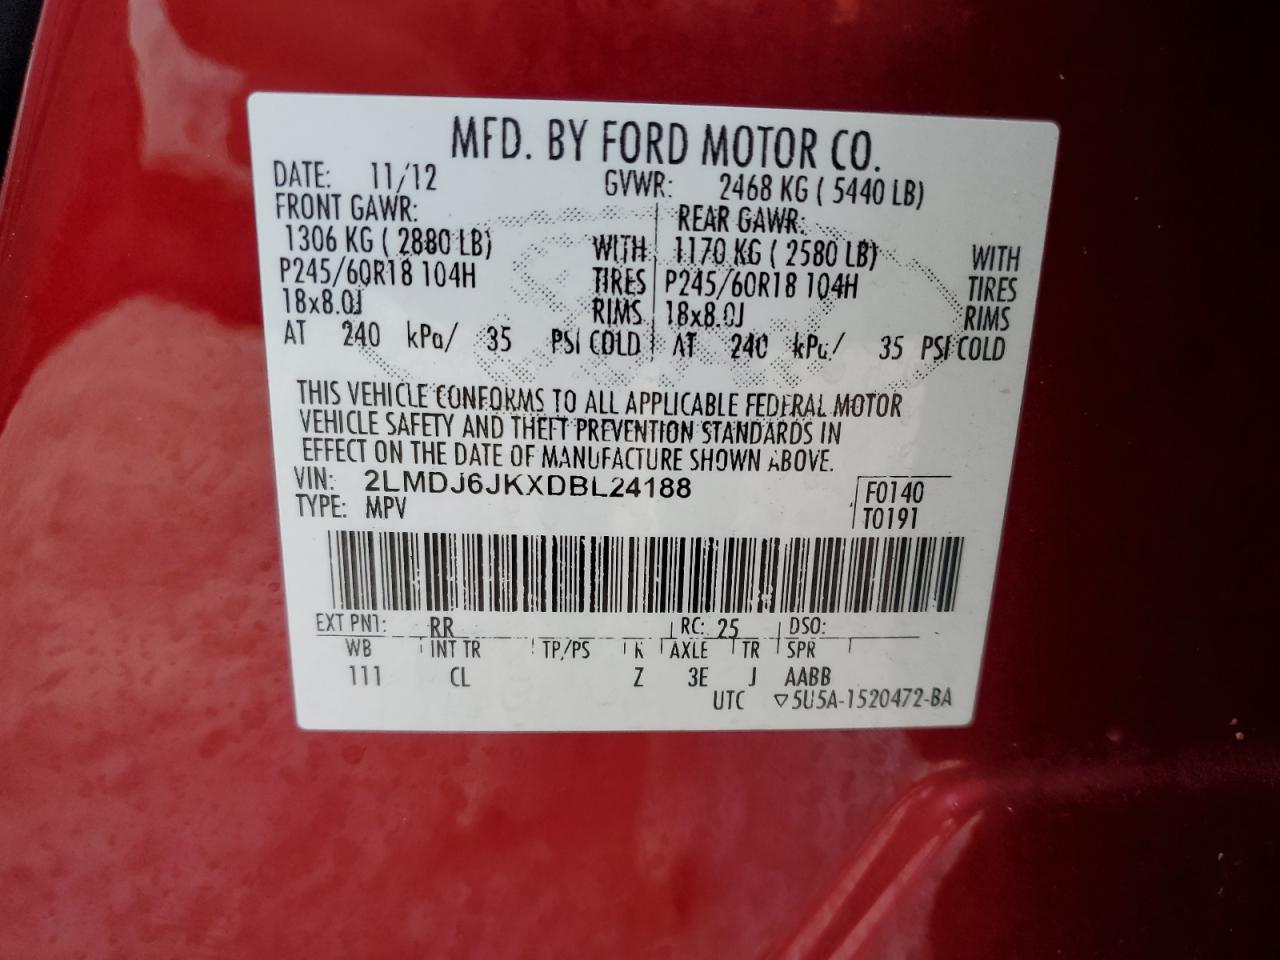 MFD. BY FORD MOTOR CO.
DATE: 11/12 GVWR: 2468 KG ( 5440 LB)
FRONT GAWR: REAR GAWR:
1306 KG ( 2880 LB) WITH 1170 KG ( 2580 LB) WITH
P245/60R18 104H TIRES P245/60R18 104H TIRES
18x8.0J RIMS 18x8.0J RIMS
AT 240 kPa/ 35 PSI COLD AT 240 kPa/ 35 PSI COLD
THIS VEHICLE CONFORMS TO ALL APPLICABLE FEDERAL MOTOR
VEHICLE SAFETY AND THEFT PREVENTION STANDARDS IN
EFFECT ON THE DATE OF MANUFACTURE SHOWN ABOVE.
VIN: 2LMDJ6JKXDBL24188 F0140
TYPE: MPV T0191
EXT PNT: RR RC: 25 DSO:
WB INT TR TP/PS R AXLE TR SPR
111 CL Z 3E J AABB
UTC ▽5U5A-1520472-BA